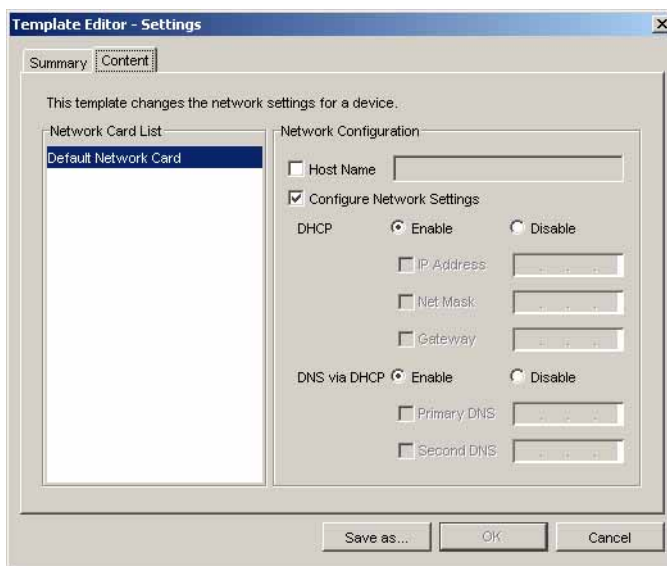 Template Editor - Settings
Summary
Content
This template changes the network settings for a device.
Network Card List
Default Network Card
Network Configuration
Host Name
Configure Network Settings
DHCP Enable Disable
IP Address
Net Mask
Gateway
DNS via DHCP Enable Disable
Primary DNS
Second DNS
Save as... OK Cancel